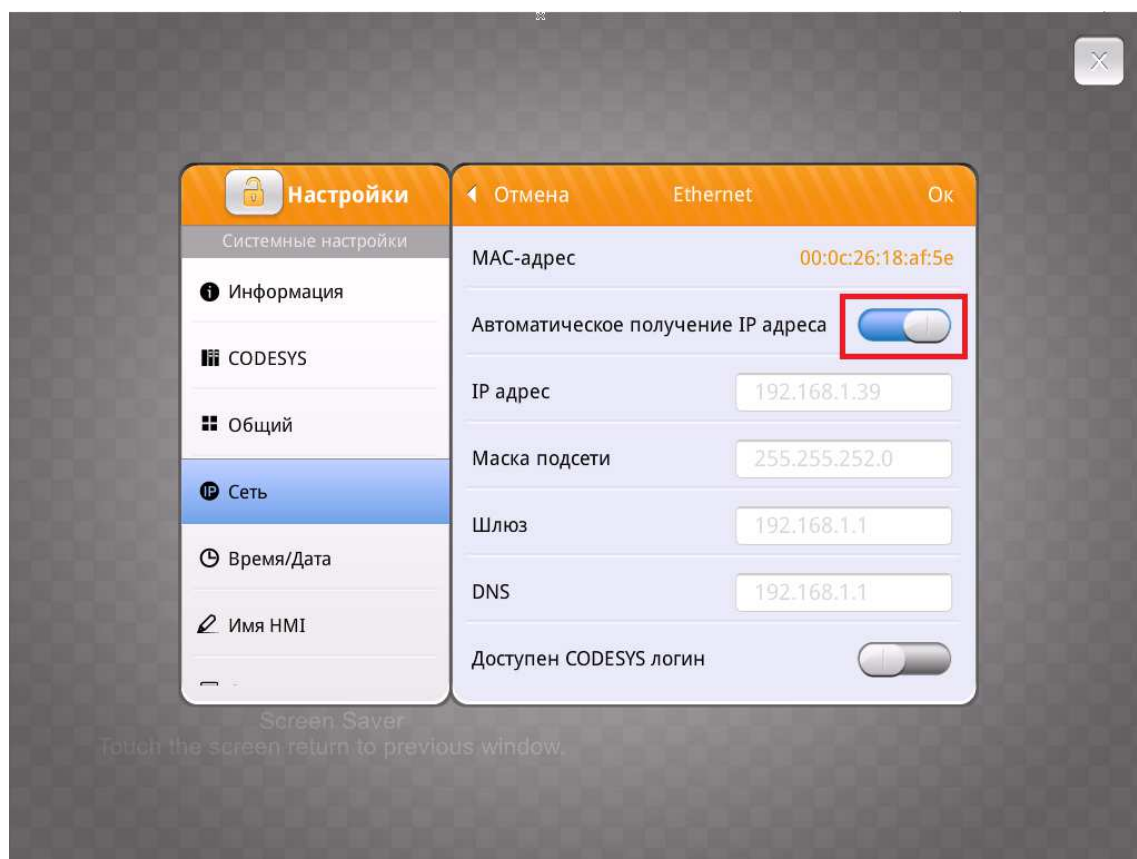 Настройки
Системные настройки
Информация
CODESYS
Общий
IP Сеть
Время/Дата
Имя HMI
Отмена Ethernet Ок
MAC-адрес 00:0c:26:18:af:5e
Автоматическое получение IP адреса
IP адрес 192.168.1.39
Маска подсети 255.255.252.0
Шлюз 192.168.1.1
DNS 192.168.1.1
Доступен CODESYS логин
Screen Saver
Touch the screen return to previous window.